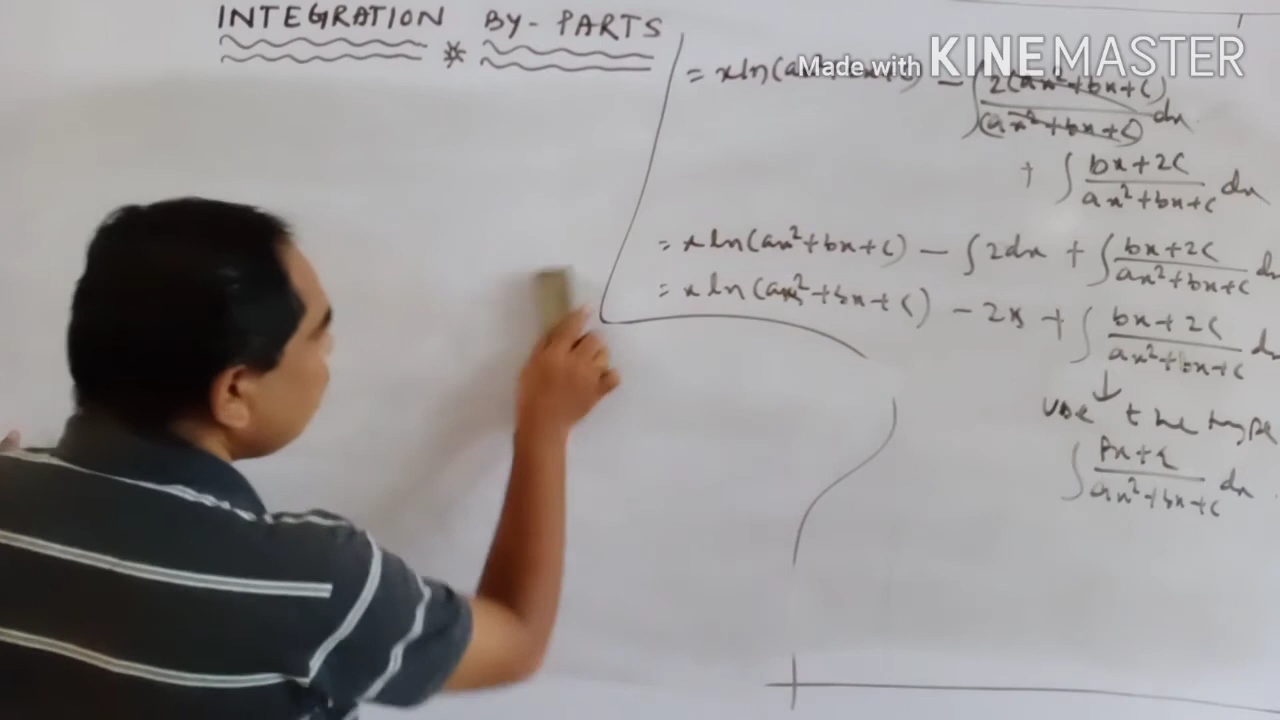 INTEGRATION BY-PARTS
Made with KINEMASTER
= x ln(ax²+bx+c) - ∫ 2(ax²+bx+c)/(ax²+bx+c) dx
+ ∫ bx+2c/ax²+bx+c dx
= x ln(ax²+bx+c) - ∫2dx + ∫ bx+2c/ax²+bx+c dx
= x ln(ax²+bx+c) - 2x + ∫ bx+2c/ax²+bx+c dx
↓
use the type
∫ px+q/ax²+bx+c dx